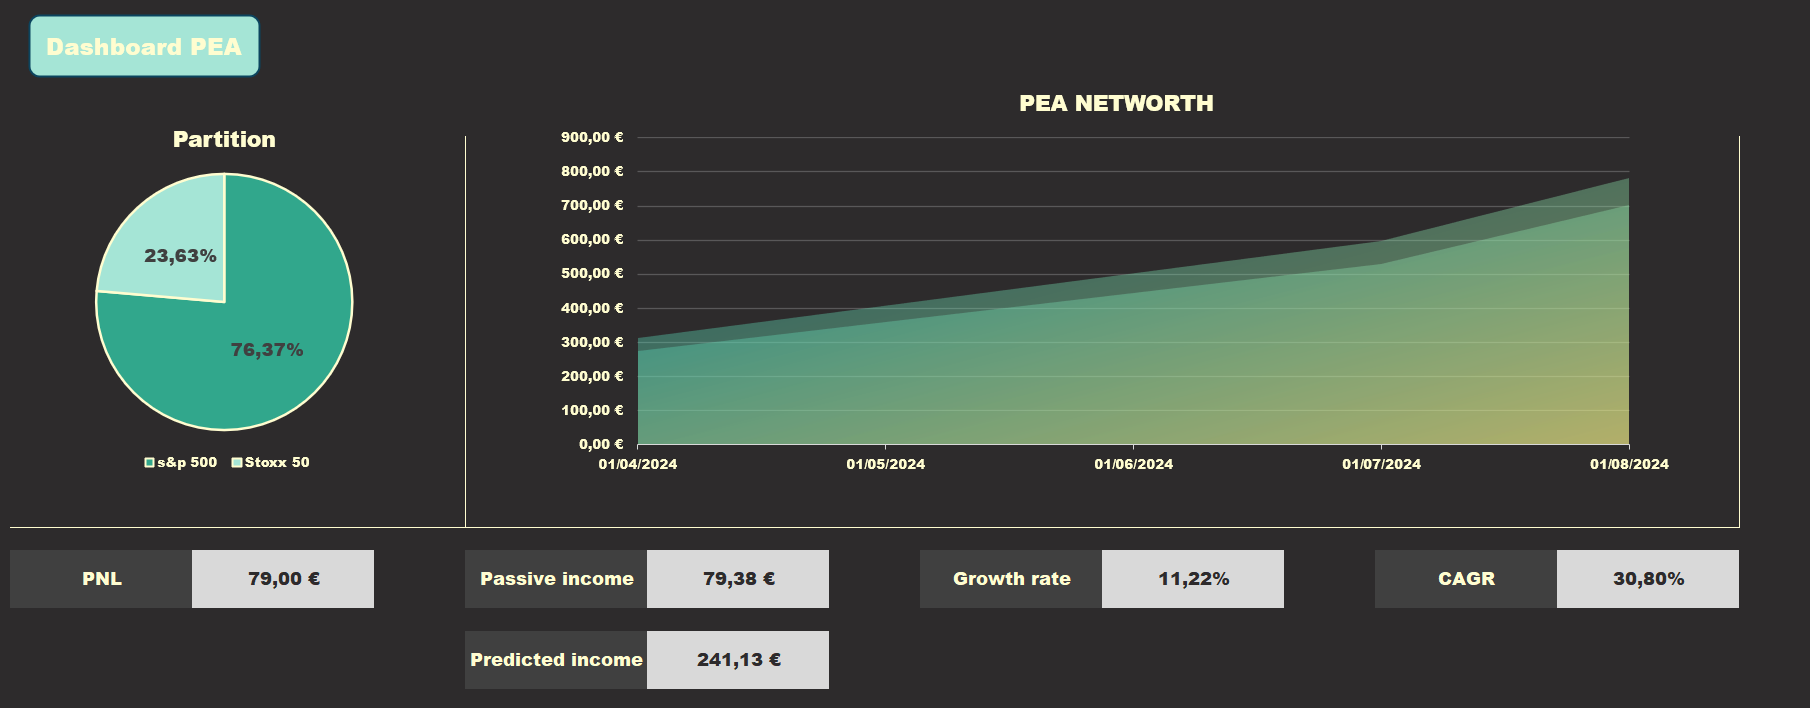 Dashboard PEA
Partition
23,63%
76,37%
s&p 500 Stoxx 50
PEA NETWORTH
900,00 €
800,00 €
700,00 €
600,00 €
500,00 €
400,00 €
300,00 €
200,00 €
100,00 €
0,00 €
01/04/2024 01/05/2024 01/06/2024 01/07/2024 01/08/2024
PNL 79,00 € Passive income 79,38 € Growth rate 11,22% CAGR 30,80%
Predicted income 241,13 €